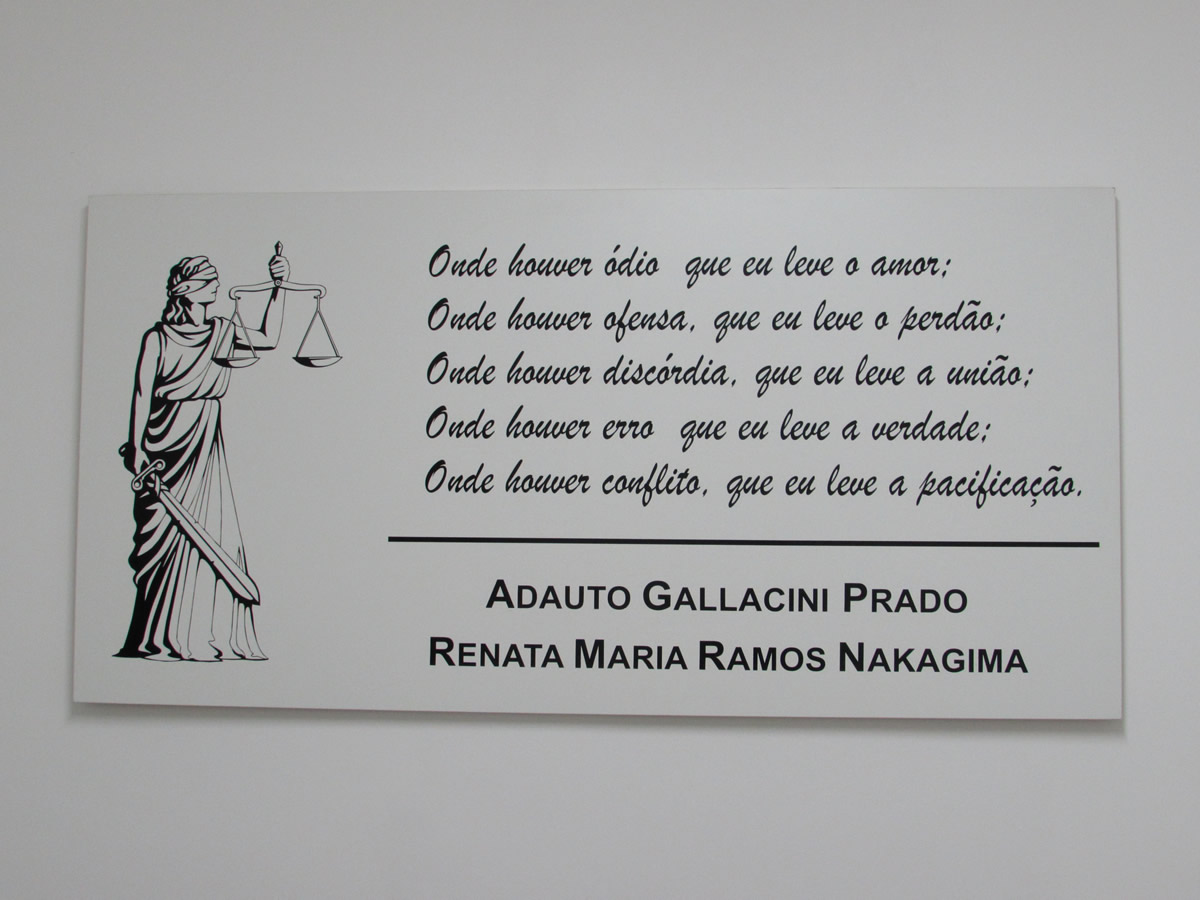 Onde houver ódio que eu leve o amor;
Onde houver ofensa, que eu leve o perdão;
Onde houver discórdia, que eu leve a união;
Onde houver erro que eu leve a verdade;
Onde houver conflito, que eu leve a pacificação.
ADAUTO GALLACINI PRADO
RENATA MARIA RAMOS NAKAGIMA